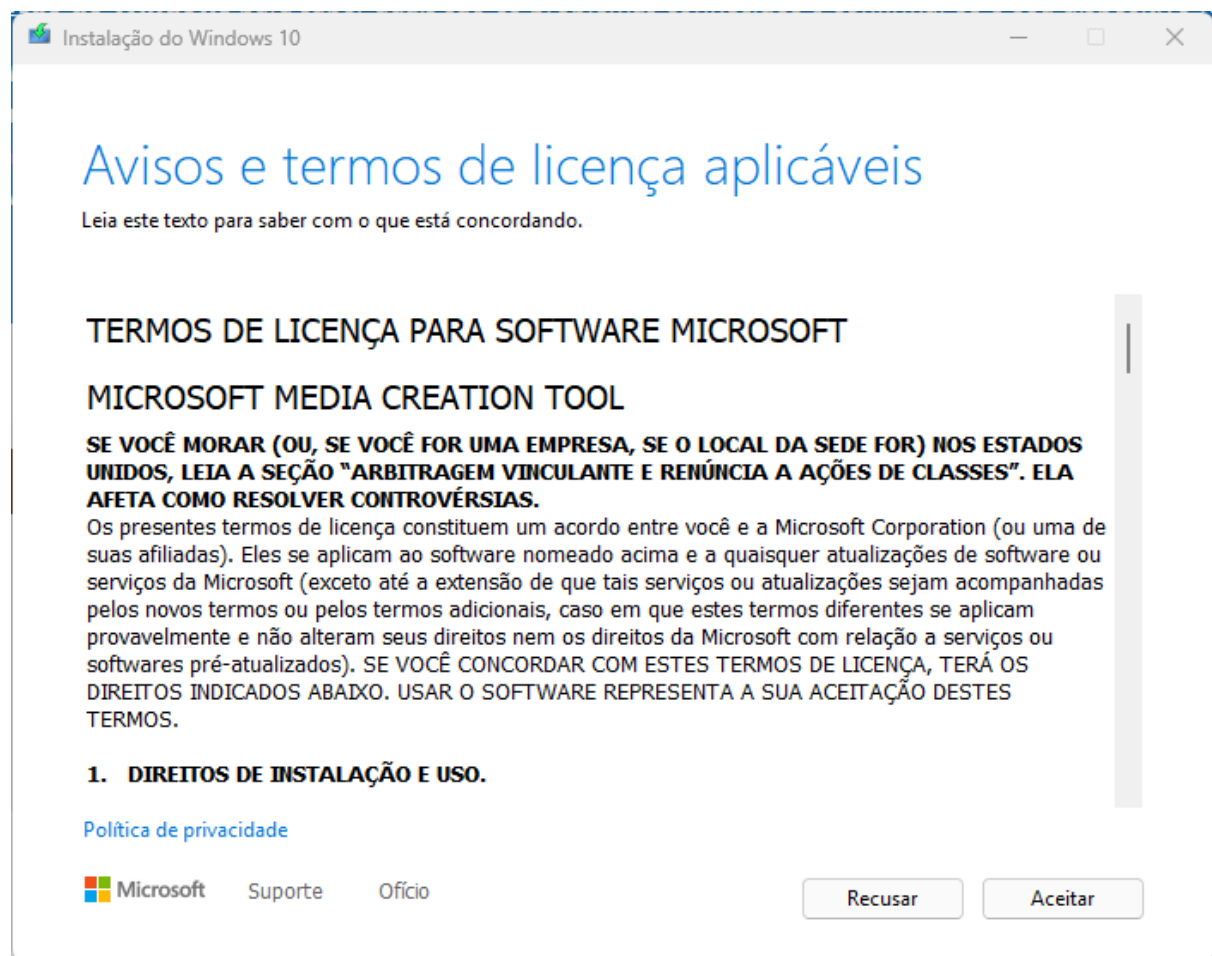 Instalação do Windows 10
Avisos e termos de licença aplicáveis
Leia este texto para saber com o que está concordando.
TERMOS DE LICENÇA PARA SOFTWARE MICROSOFT
MICROSOFT MEDIA CREATION TOOL
SE VOCÊ MORAR (OU, SE VOCÊ FOR UMA EMPRESA, SE O LOCAL DA SEDE FOR) NOS ESTADOS
UNIDOS, LEIA A SEÇÃO “ARBITRAGEM VINCULANTE E RENÚNCIA A AÇÕES DE CLASSES”. ELA
AFETA COMO RESOLVER CONTROVÉRSIAS.
Os presentes termos de licença constituem um acordo entre você e a Microsoft Corporation (ou uma de
suas afiliadas). Eles se aplicam ao software nomeado acima e a quaisquer atualizações de software ou
serviços da Microsoft (exceto até a extensão de que tais serviços ou atualizações sejam acompanhadas
pelos novos termos ou pelos termos adicionais, caso em que estes termos diferentes se aplicam
provavelmente e não alteram seus direitos nem os direitos da Microsoft com relação a serviços ou
softwares pré-atualizados). SE VOCÊ CONCORDAR COM ESTES TERMOS DE LICENÇA, TERÁ OS
DIREITOS INDICADOS ABAIXO. USAR O SOFTWARE REPRESENTA A SUA ACEITAÇÃO DESTES
TERMOS.
1. DIREITOS DE INSTALAÇÃO E USO.
Política de privacidade
Microsoft Suporte Ofício Recusar Aceitar